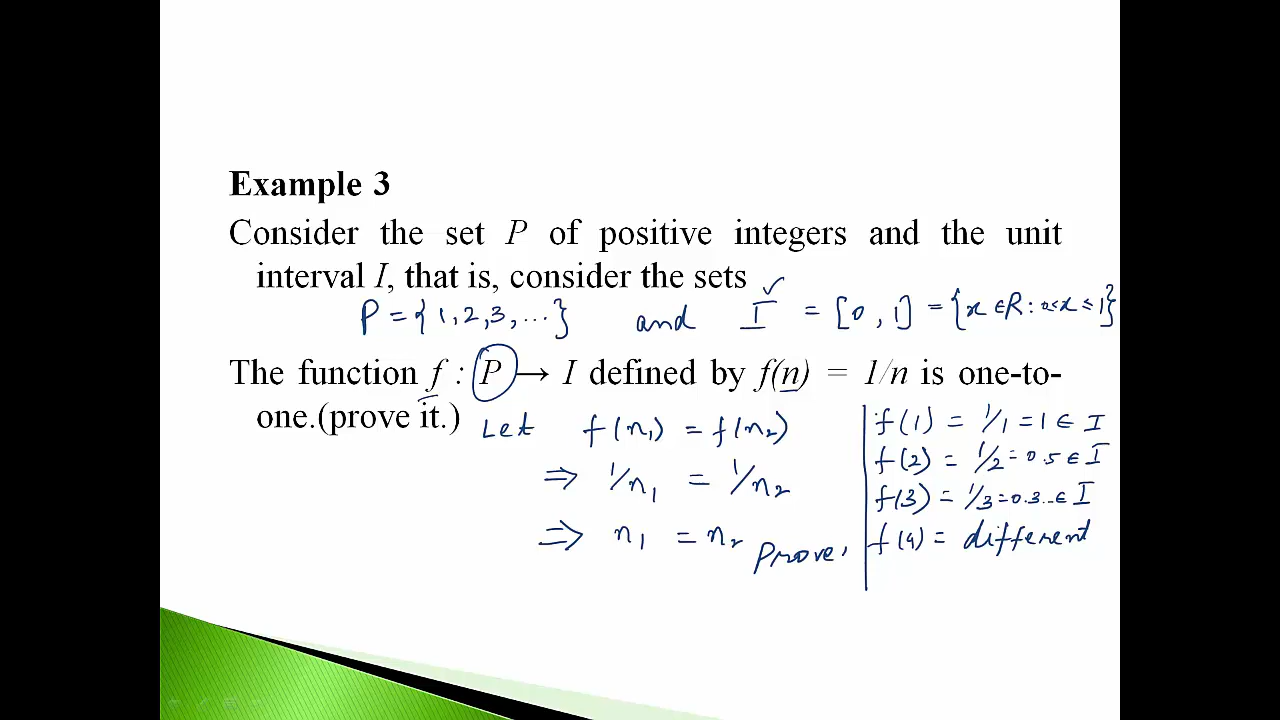 Example 3
Consider the set P of positive integers and the unit
interval I, that is, consider the sets
P = {1, 2, 3, ...} and I = [0, 1] = {x ∈ R : 0 < x ≤ 1}
The function f : P → I defined by f(n) = 1/n is one-to-
one.(prove it.)
Let f(n₁) = f(n₂)
⇒ 1/n₁ = 1/n₂
⇒ n₁ = n₂ Prove,
f(1) = 1/1 = 1 ∈ I
f(2) = 1/2 = 0.5 ∈ I
f(3) = 1/3 = 0.3... ∈ I
f(4) = different